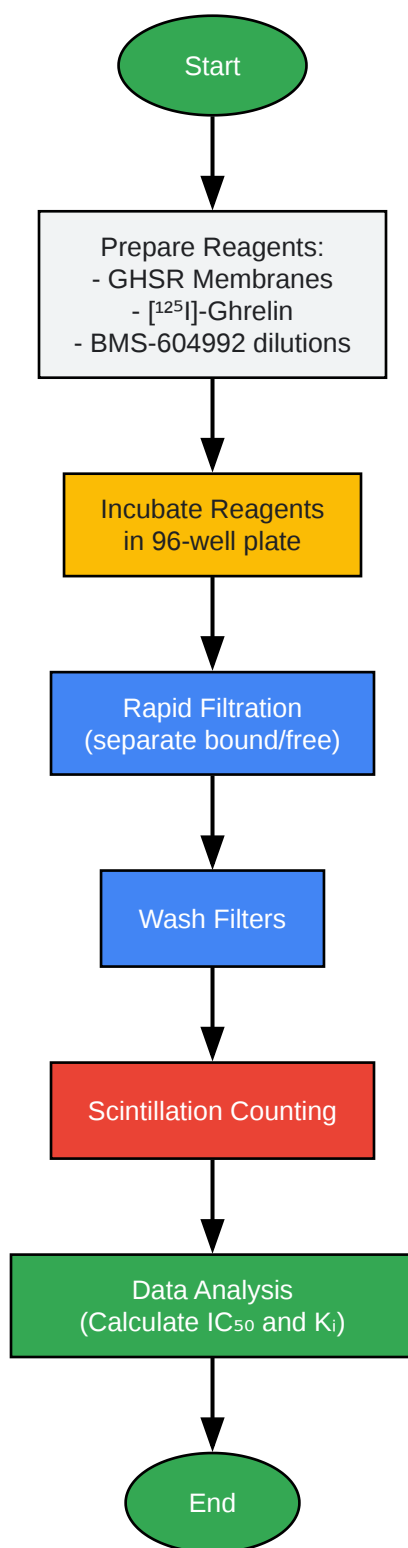 Start
Prepare Reagents:
- GHSR Membranes
- [¹²⁵I]-Ghrelin
- BMS-604992 dilutions
Incubate Reagents
in 96-well plate
Rapid Filtration
(separate bound/free)
Wash Filters
Scintillation Counting
Data Analysis
(Calculate IC₅₀ and Kᵢ)
End